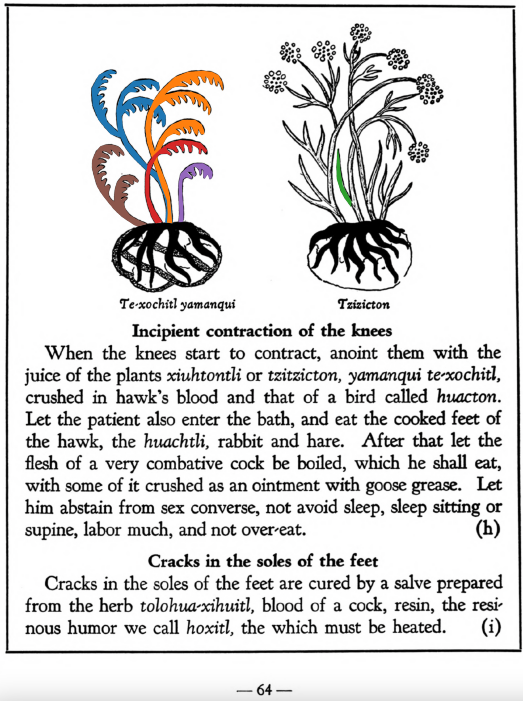 Te-xochitl yamanqui
Tzizicton
Incipient contraction of the knees
When the knees start to contract, anoint them with the
juice of the plants xiuhtontli or tzitzicton, yamanqui te-xochitl,
crushed in hawk's blood and that of a bird called huacton.
Let the patient also enter the bath, and eat the cooked feet of
the hawk, the huachtli, rabbit and hare. After that let the
flesh of a very combative cock be boiled, which he shall eat,
with some of it crushed as an ointment with goose grease. Let
him abstain from sex converse, not avoid sleep, sleep sitting or
supine, labor much, and not over-eat. (h)
Cracks in the soles of the feet
Cracks in the soles of the feet are cured by a salve prepared
from the herb tolohua-xihuitl, blood of a cock, resin, the resi-
nous humor we call hoxitl, the which must be heated. (i)
— 64 —